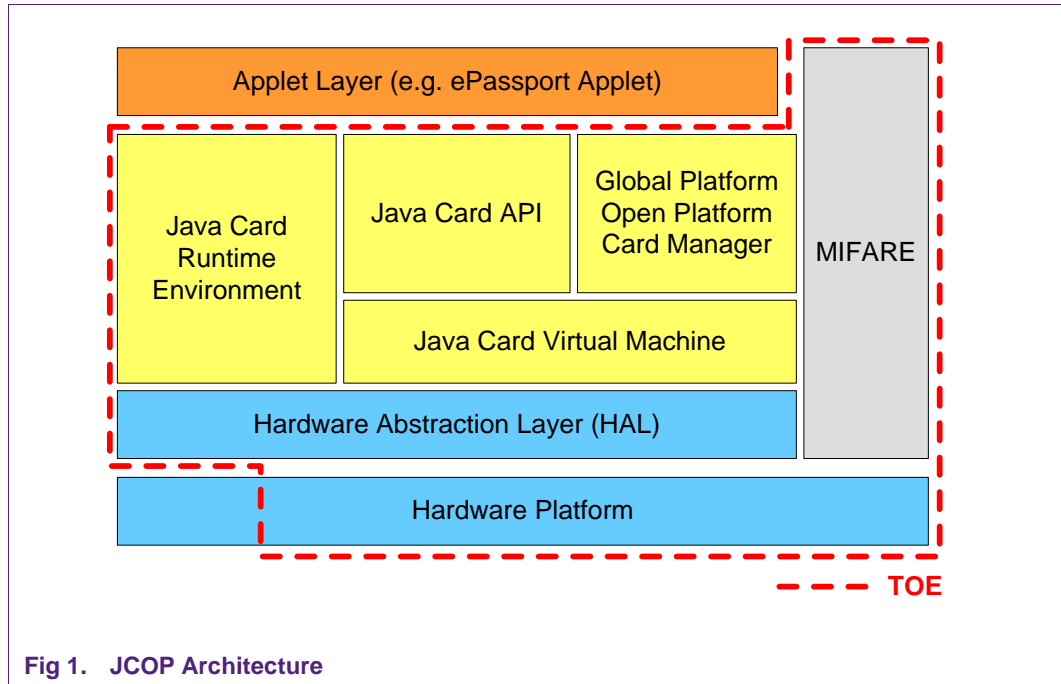 Applet Layer (e.g. ePassport Applet)
Java Card
Runtime
Environment
Java Card API
Global Platform
Open Platform
Card Manager
MIFARE
Java Card Virtual Machine
Hardware Abstraction Layer (HAL)
Hardware Platform
TOE
Fig 1. JCOP Architecture